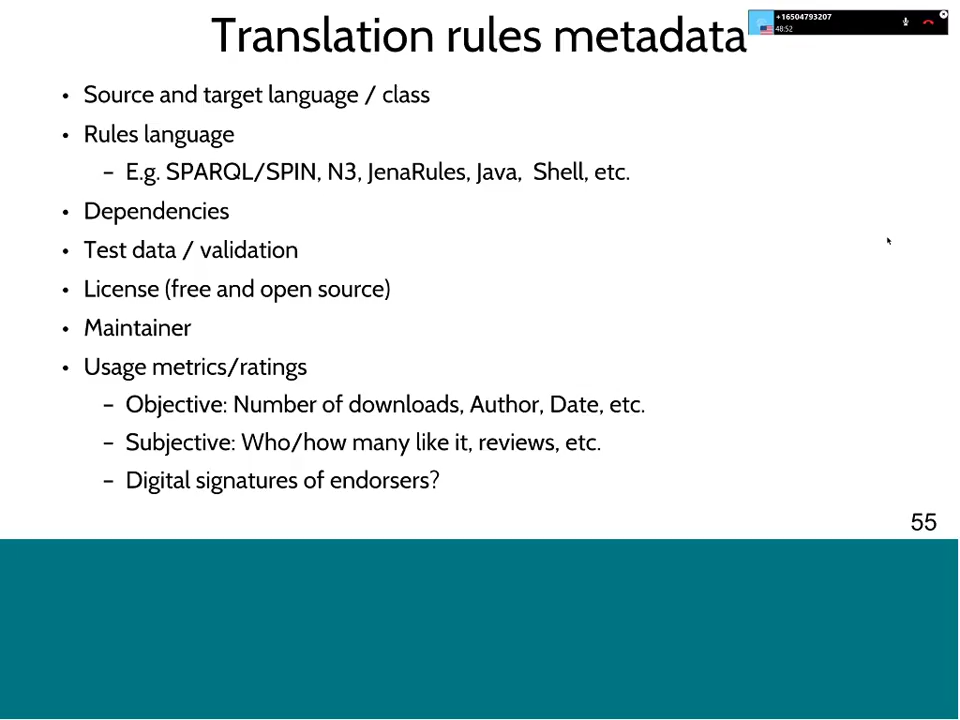 Translation rules metadata
+16504793207
48:52
• Source and target language / class
• Rules language
– E.g. SPARQL/SPIN, N3, JenaRules, Java, Shell, etc.
• Dependencies
• Test data / validation
• License (free and open source)
• Maintainer
• Usage metrics/ratings
– Objective: Number of downloads, Author, Date, etc.
– Subjective: Who/how many like it, reviews, etc.
– Digital signatures of endorsers?
55